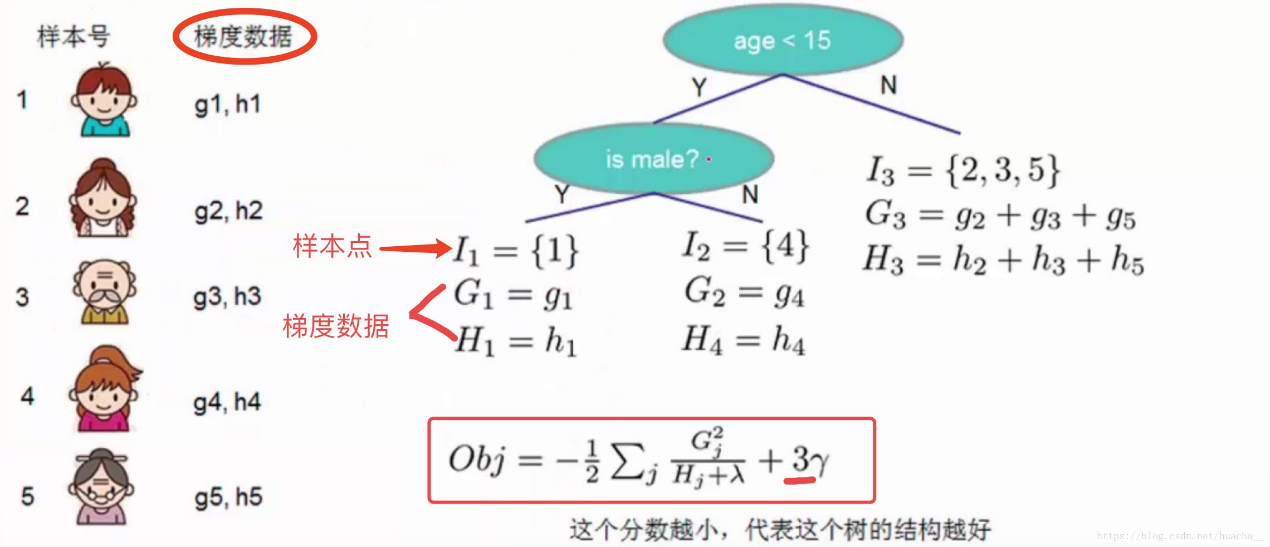 样本号 梯度数据
1 g1, h1
2 g2, h2
3 g3, h3
4 g4, h4
5 g5, h5
age < 15
Y N
is male?
Y N
样本点
梯度数据
I₁ = {1}
G₁ = g₁
H₁ = h₁
I₂ = {4}
G₂ = g₄
H₄ = h₄
I₃ = {2, 3, 5}
G₃ = g₂ + g₃ + g₅
H₃ = h₂ + h₃ + h₅
Obj = −½ ∑ⱼ Gⱼ²/(Hⱼ+λ) + 3γ
这个分数越小，代表这个树的结构越好